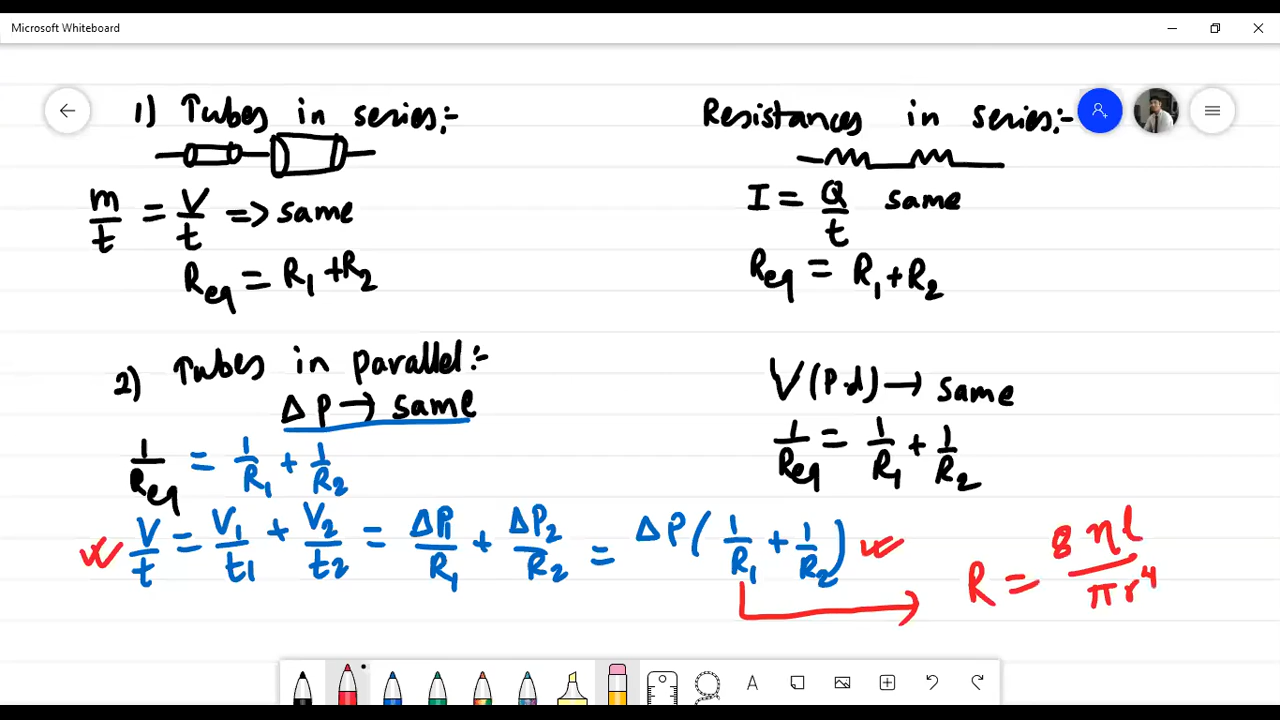 Microsoft Whiteboard
1) Tubes in series:-
m/t = V/t => same
Req = R1 + R2
Resistances in series:-
I = Q/t same
Req = R1 + R2
2) Tubes in parallel:-
ΔP → same
1/Req = 1/R1 + 1/R2
V(P.d) → same
1/Req = 1/R1 + 1/R2
V/t = V1/t1 + V2/t2 = ΔP1/R1 + ΔP2/R2 = ΔP(1/R1 + 1/R2)
R = 8ηl/πr⁴
A